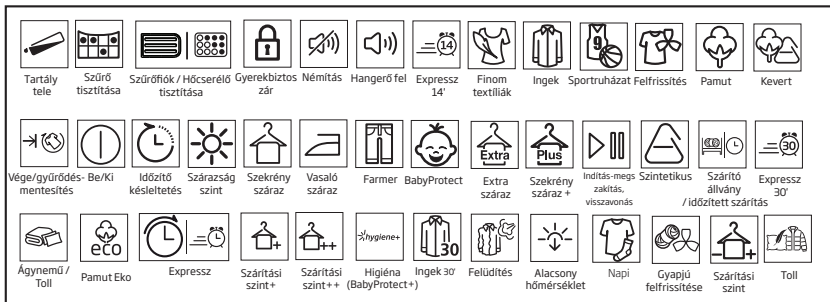 14
9
Tartály tele
Szűrő tisztítása
Szűrőfiók / Hőcserélő tisztítása
Gyerekbiztos zár
Némítás
Hangerő fel
Expressz 14'
Finom textíliák
Ingek
Sportruházat
Felfrissítés
Pamut
Kevert
Extra
Plus
30
Vége/gyűrődés-mentesítés
Be/Ki
Időzítő késleltetés
Szárazság szint
Szekrény száraz
Vasaló száraz
Farmer
BabyProtect
Extra száraz
Szekrény száraz +
Indítás-megszakítás, visszavonás
Szintetikus
Szárító állvány / időzített szárítás
Expressz 30'
eco
+
++
hygiene+
30
-
+
Ágynemű / Toll
Pamut Eko
Expressz
Szárítási szint+
Szárítási szint++
Higiéna (BabyProtect+)
Ingek 30'
Felüdítés
Alacsony hőmérséklet
Napi
Gyapjú felfrissítése
Szárítási szint
Toll